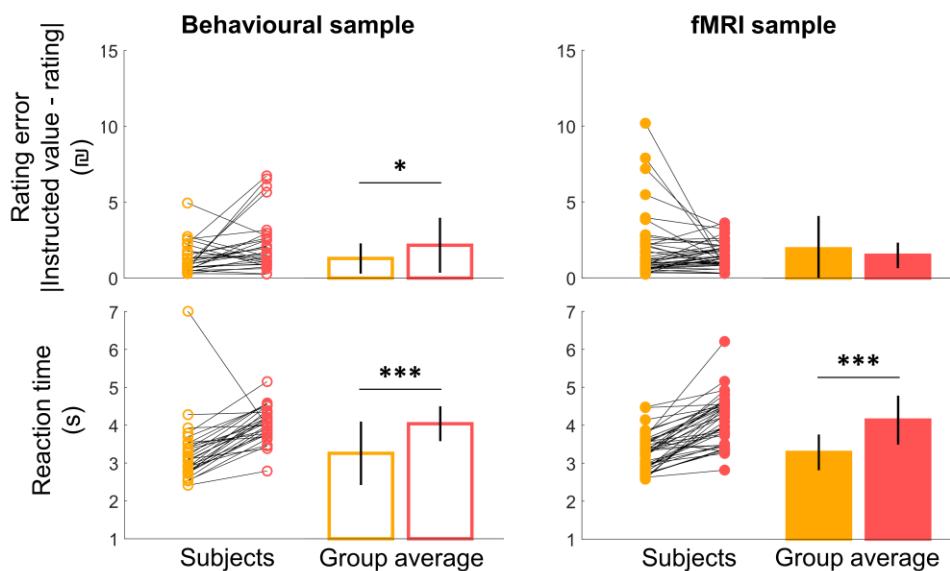 Behavioural sample
fMRI sample
Rating error
|Instructed value - rating|
(₪)
15
10
5
0
*
15
10
5
0
Reaction time
(s)
7
6
5
4
3
2
1
***
7
6
5
4
3
2
1
***
Subjects
Group average
Subjects
Group average